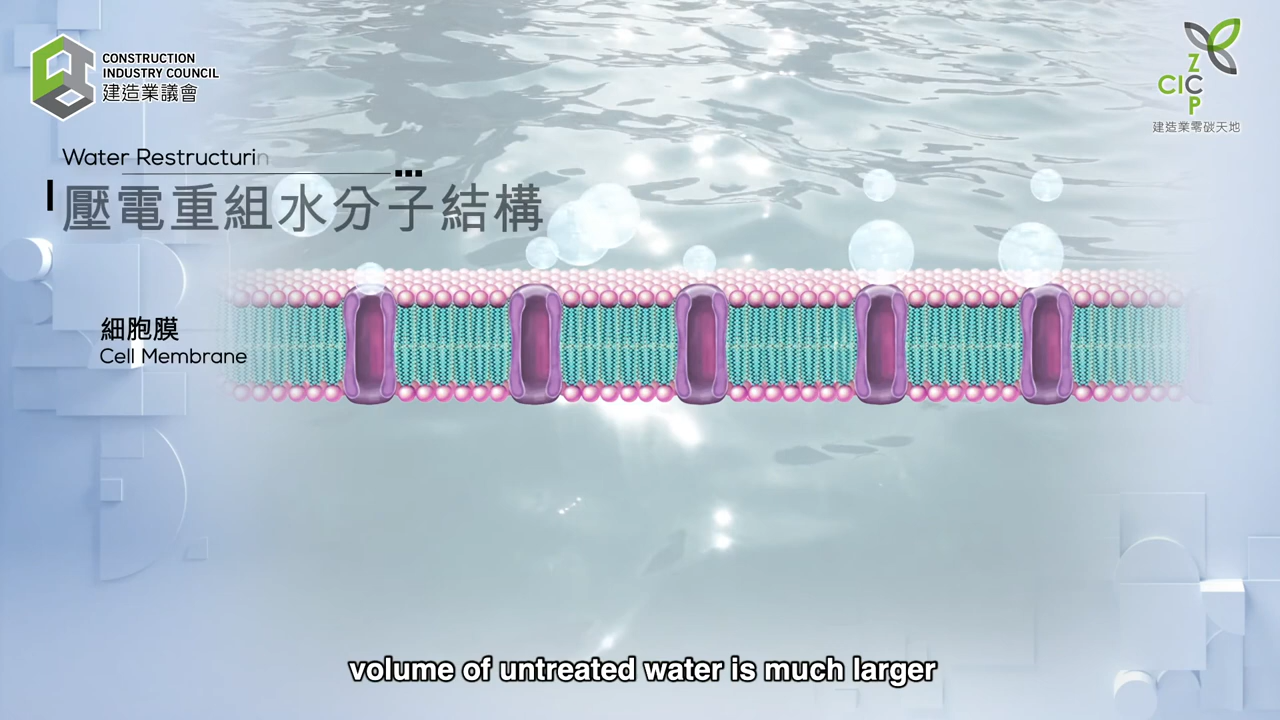 CONSTRUCTION
INDUSTRY COUNCIL
建造業議會
Z
CIC
P
建造業零碳天地
Water Restructurin
壓電重組水分子結構
細胞膜
Cell Membrane
volume of untreated water is much larger